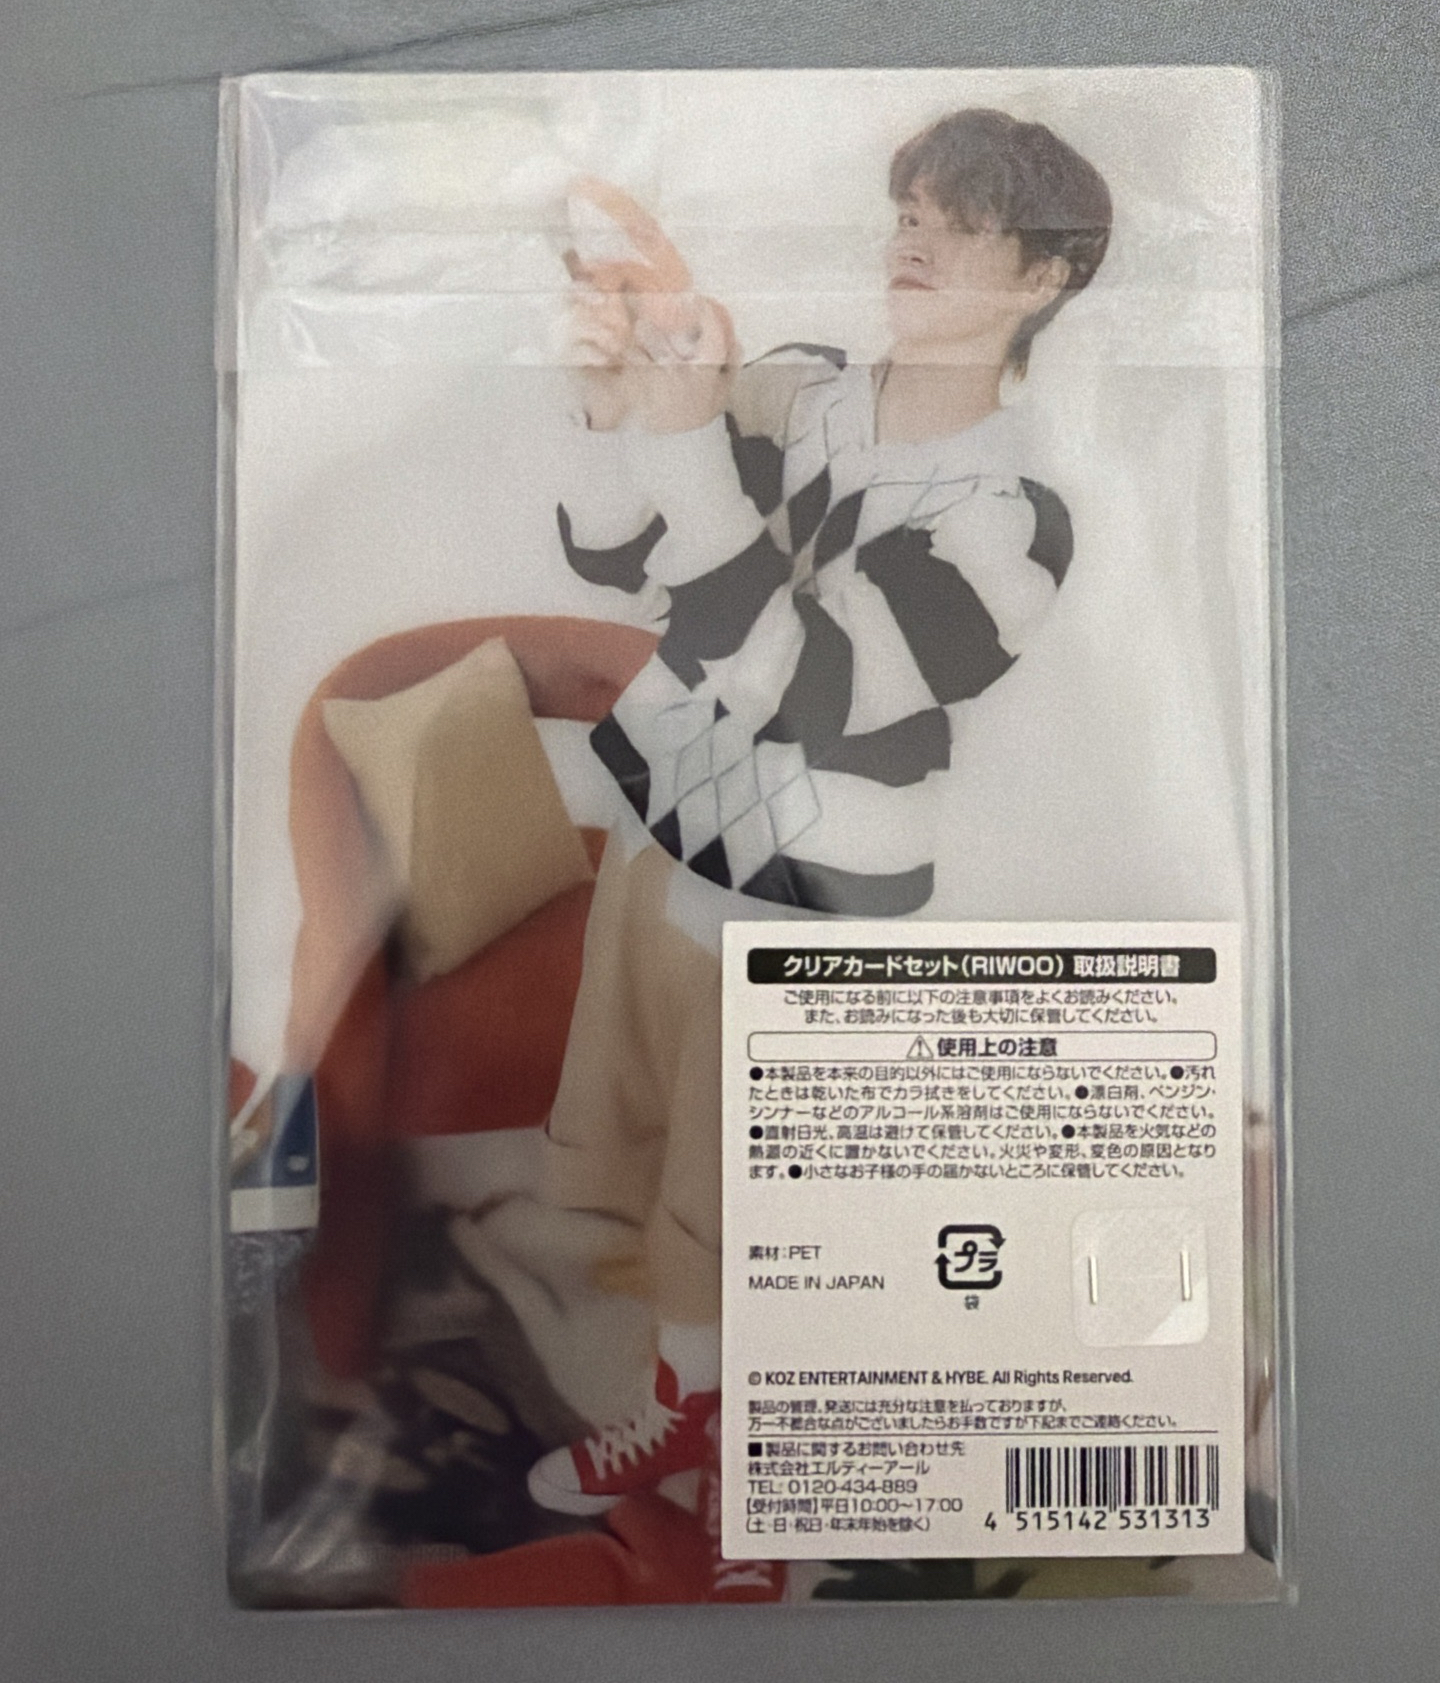 クリアカードセット(RIWOO) 取扱説明書
ご使用になる前に以下の注意事項をよくお読みください。
また、お読みになった後も大切に保管してください。
⚠使用上の注意
●本製品を本来の目的以外にはご使用にならないでください。●汚れ
たときは乾いた布でカラ拭きをしてください。●漂白剤、ベンジン・
シンナーなどのアルコール系溶剤はご使用にならないでください。
●直射日光、高温は避けて保管してください。●本製品を火気などの
熱源の近くに置かないでください。火災や変形、変色の原因となり
ます。●小さなお子様の手の届かないところに保管してください。
素材:PET
MADE IN JAPAN
プラ
袋
© KOZ ENTERTAINMENT & HYBE. All Rights Reserved.
製品の管理、発送には充分な注意を払っておりますが、
万一不都合な点がございましたらお手数ですが下記までご連絡ください。
■製品に関するお問い合わせ先
株式会社エルティーアール
TEL: 0120-434-889
【受付時間】平日10:00〜17:00
(土・日・祝日・年末年始を除く)
4 515142 531313